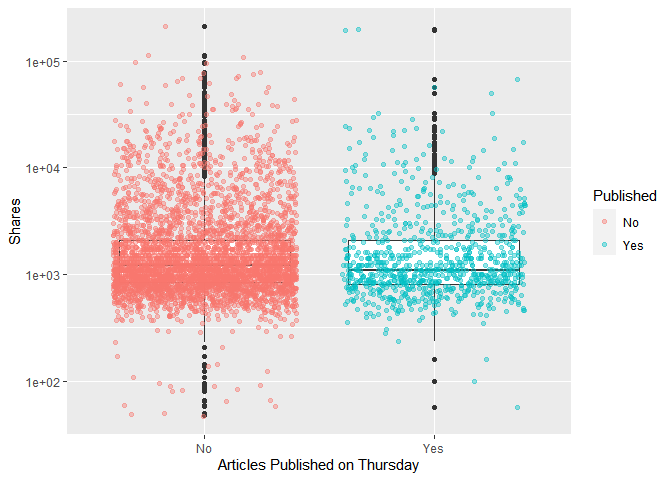 Shares
1e+05
1e+04
1e+03
1e+02
No
Yes
Articles Published on Thursday
Published
No
Yes